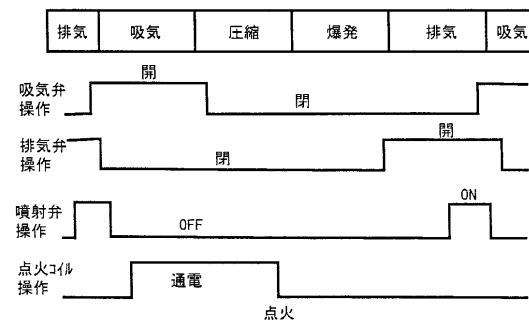 排気 吸気 圧縮 爆発 排気 吸気
開
吸気弁
操作
閉
開
排気弁
操作
閉
ON
噴射弁
操作
OFF
点火コイル
操作
通電
点火